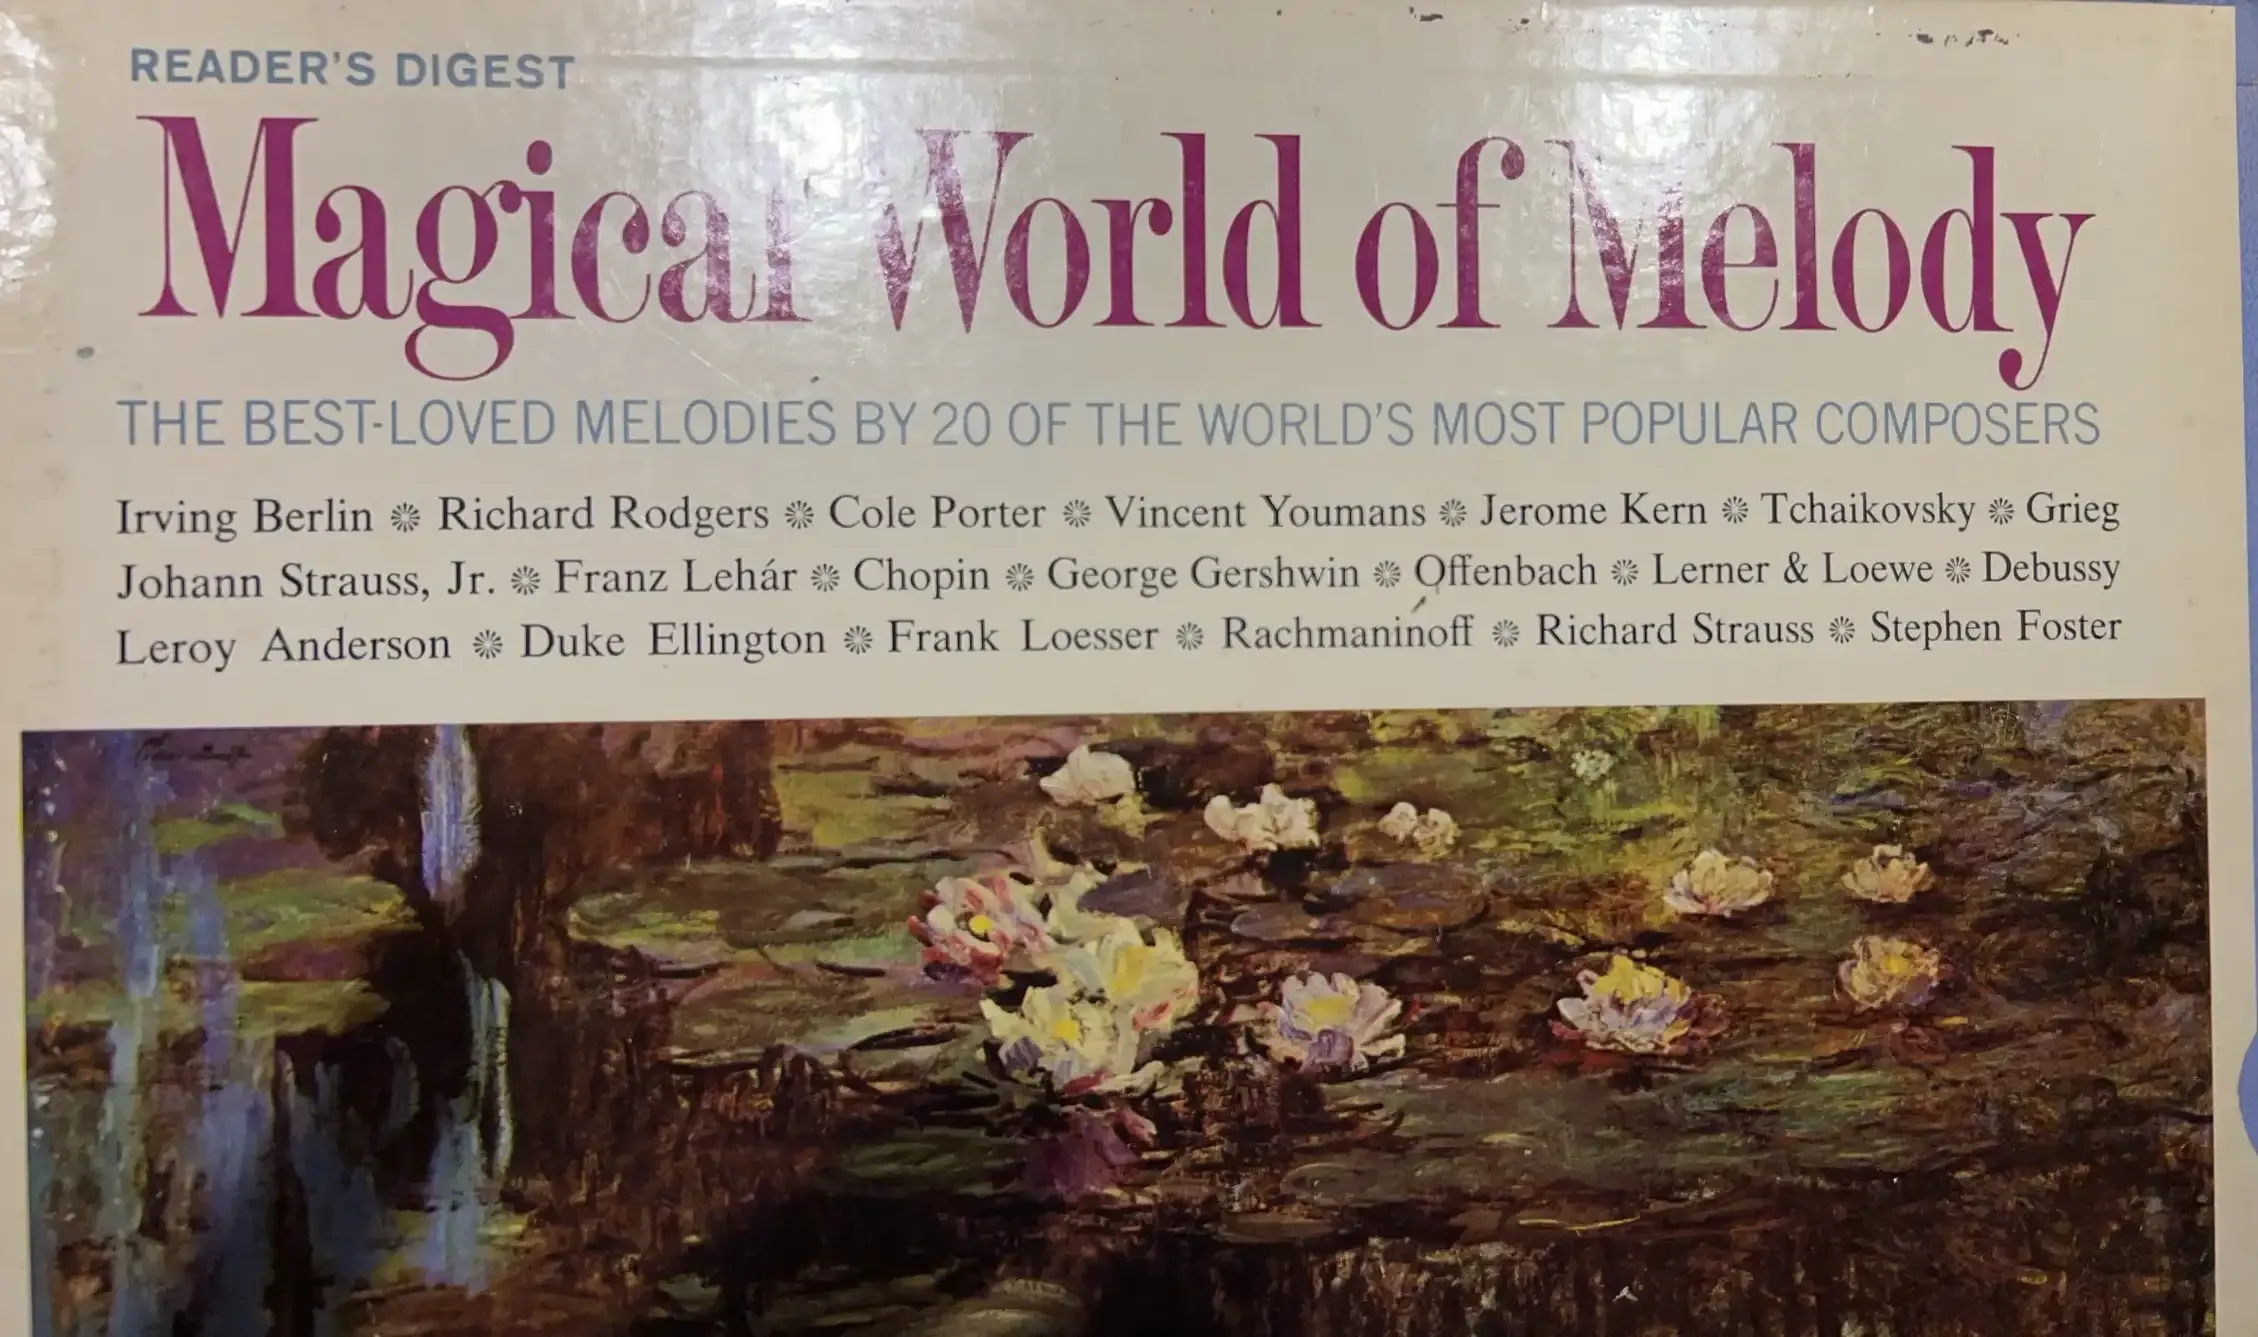 READER'S DIGEST
Magical World of Melody
THE BEST-LOVED MELODIES BY 20 OF THE WORLD'S MOST POPULAR COMPOSERS
Irving Berlin ❋ Richard Rodgers ❋ Cole Porter ❋ Vincent Youmans ❋ Jerome Kern ❋ Tchaikovsky ❋ Grieg
Johann Strauss, Jr. ❋ Franz Lehár ❋ Chopin ❋ George Gershwin ❋ Offenbach ❋ Lerner & Loewe ❋ Debussy
Leroy Anderson ❋ Duke Ellington ❋ Frank Loesser ❋ Rachmaninoff ❋ Richard Strauss ❋ Stephen Foster